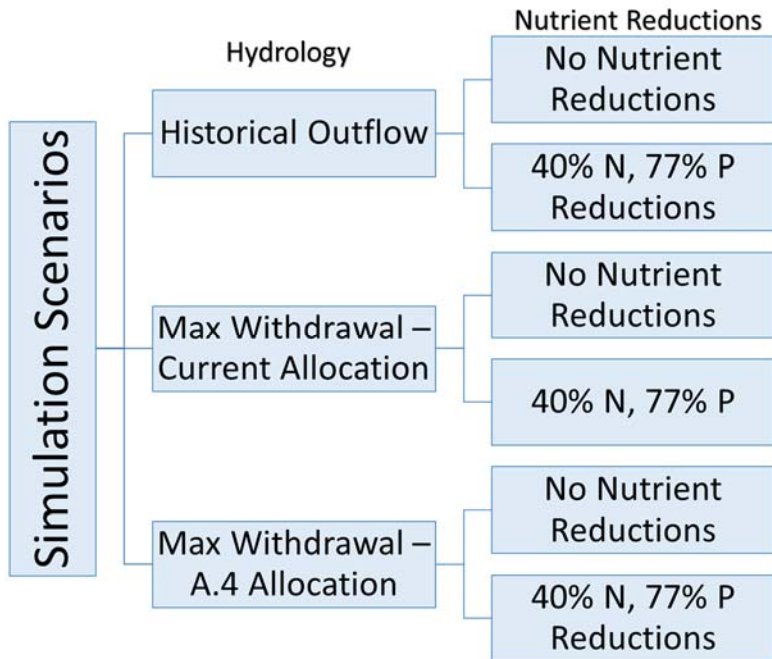 Nutrient Reductions
Hydrology
Simulation Scenarios
Historical Outflow
No Nutrient
Reductions
40% N, 77% P
Reductions
Max Withdrawal –
Current Allocation
No Nutrient
Reductions
40% N, 77% P
Max Withdrawal –
A.4 Allocation
No Nutrient
Reductions
40% N, 77% P
Reductions